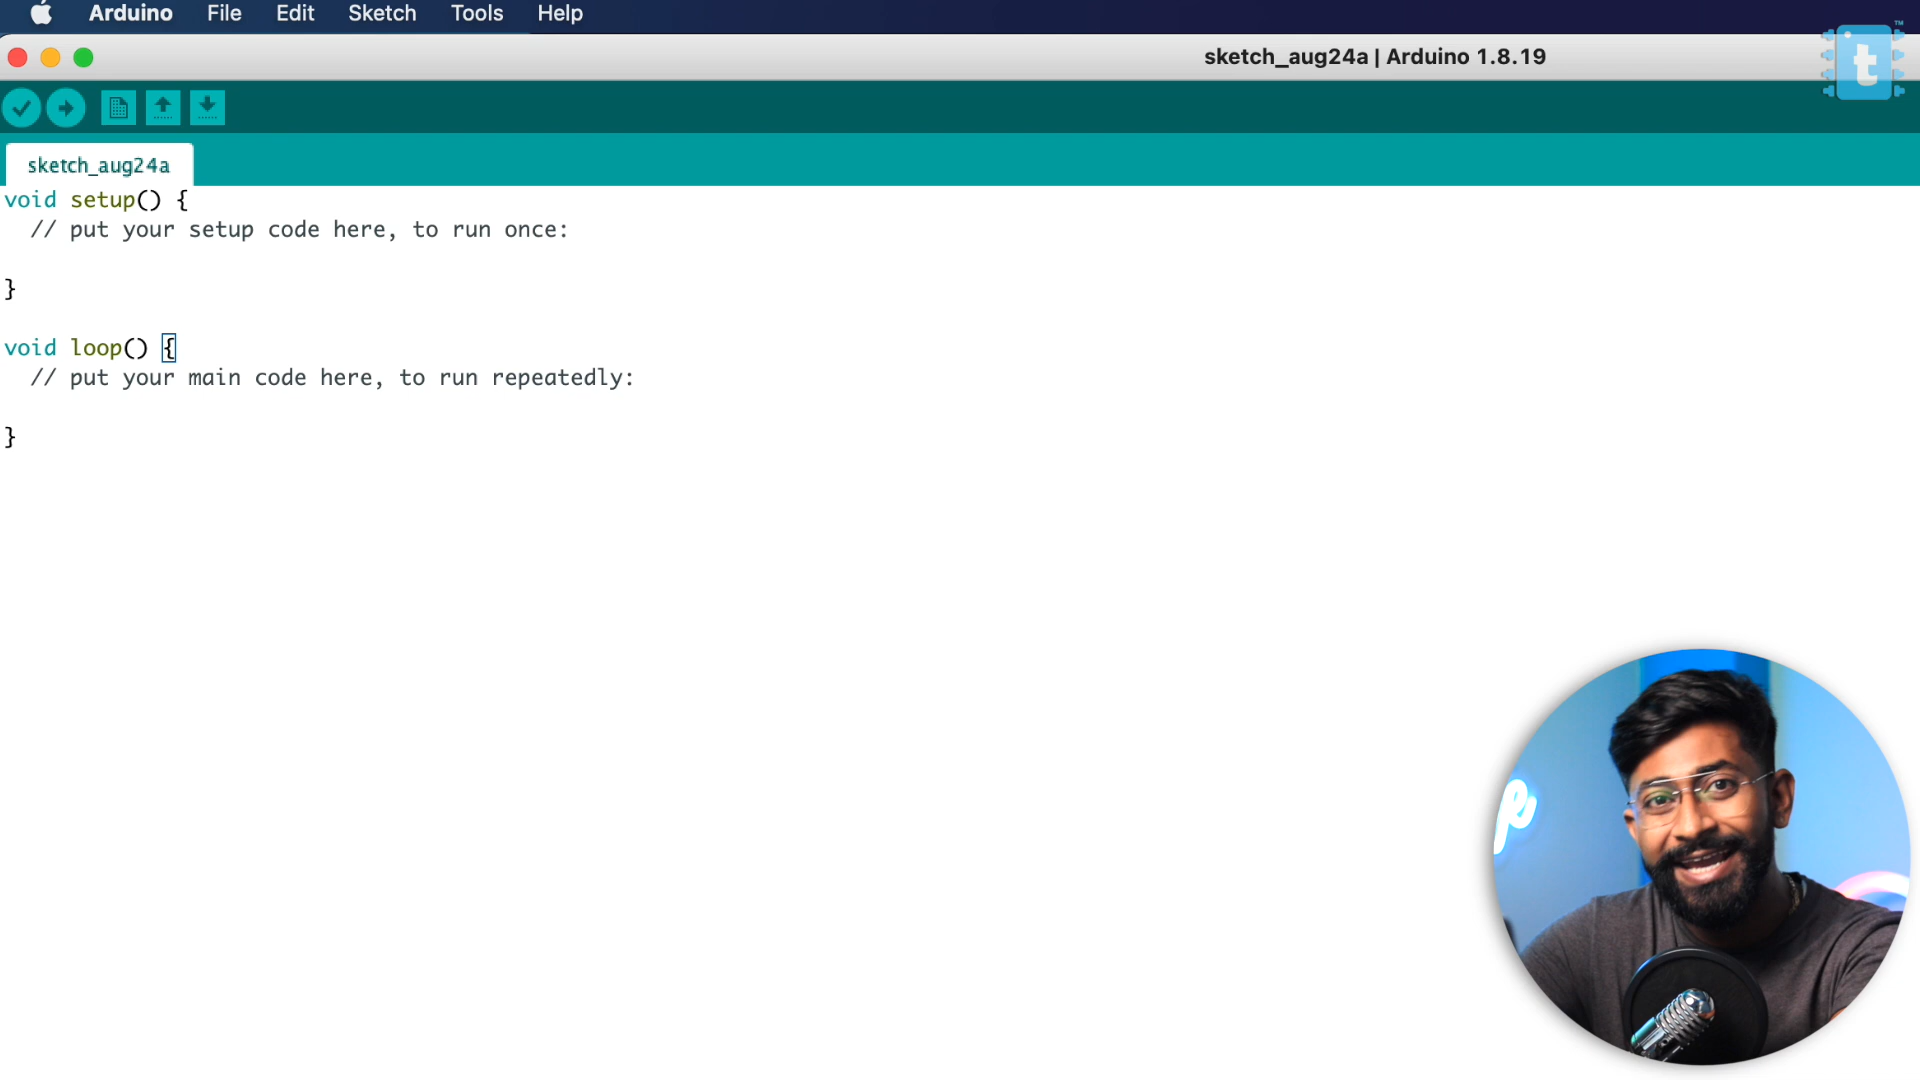 Arduino File Edit Sketch Tools Help
sketch_aug24a | Arduino 1.8.19
t
™
sketch_aug24a
void setup() {
  // put your setup code here, to run once:
}
void loop() {
  // put your main code here, to run repeatedly:
}